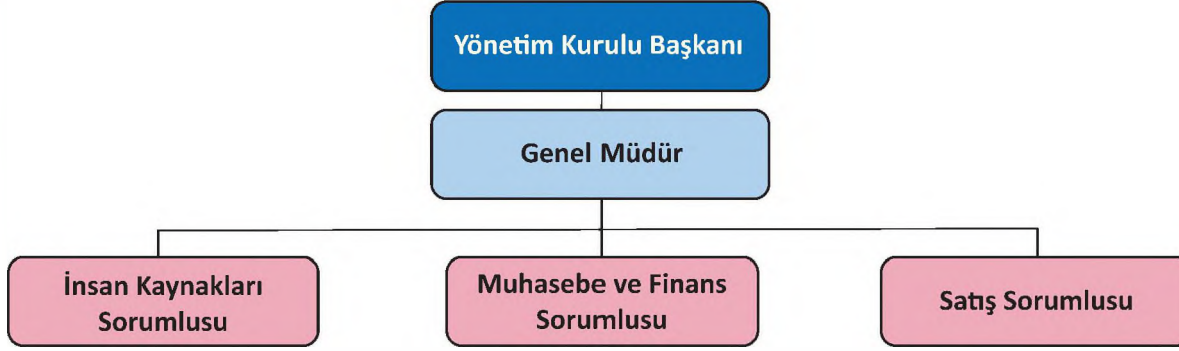 Yönetim Kurulu Başkanı
Genel Müdür
İnsan Kaynakları
Sorumlusu
Muhasebe ve Finans
Sorumlusu
Satış Sorumlusu